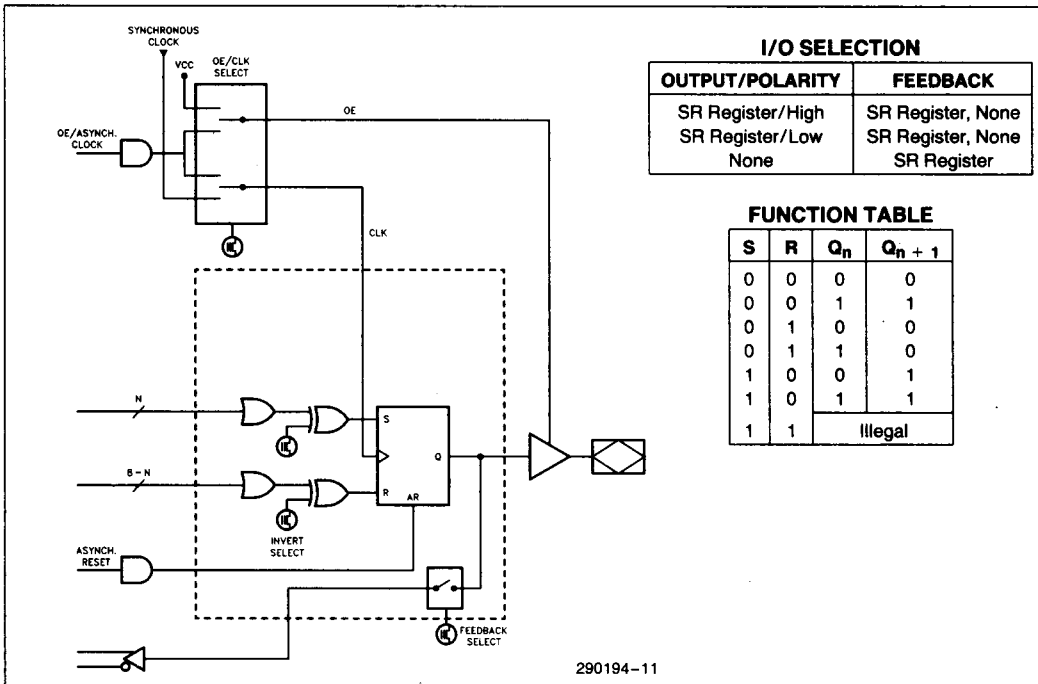 SYNCHRONOUS
CLOCK
VCC
OE/CLK
SELECT
OE
OE/ASYNCH.
CLOCK
CLK
N
S
Q
8-N
R
AR
INVERT
SELECT
ASYNCH.
RESET
FEEDBACK
SELECT
I/O SELECTION
OUTPUT/POLARITY FEEDBACK
SR Register/High SR Register, None
SR Register/Low SR Register, None
None SR Register
FUNCTION TABLE
S R Qn Qn + 1
0 0 0 0
0 0 1 1
0 1 0 0
0 1 1 0
1 0 0 1
1 0 1 1
1 1 Illegal
290194-11